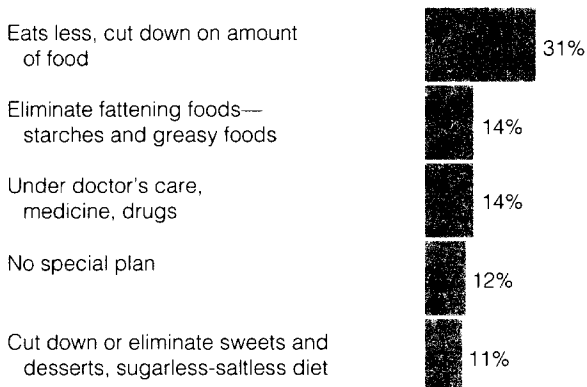 Eats less, cut down on amount
of food
31%
Eliminate fattening foods—
starches and greasy foods
14%
Under doctor's care,
medicine, drugs
14%
No special plan
12%
Cut down or eliminate sweets and
desserts, sugarless-saltless diet
11%